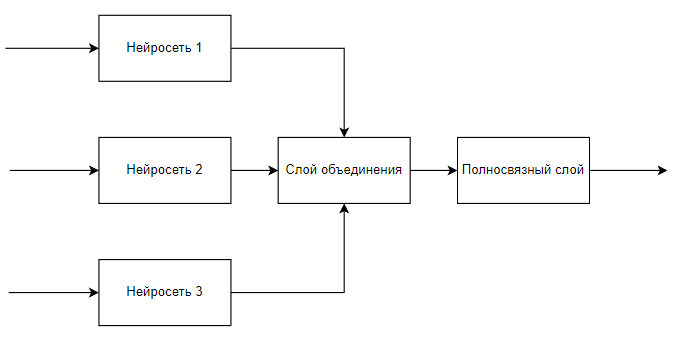 Нейросеть 1
Нейросеть 2
Слой объединения
Полносвязный слой
Нейросеть 3